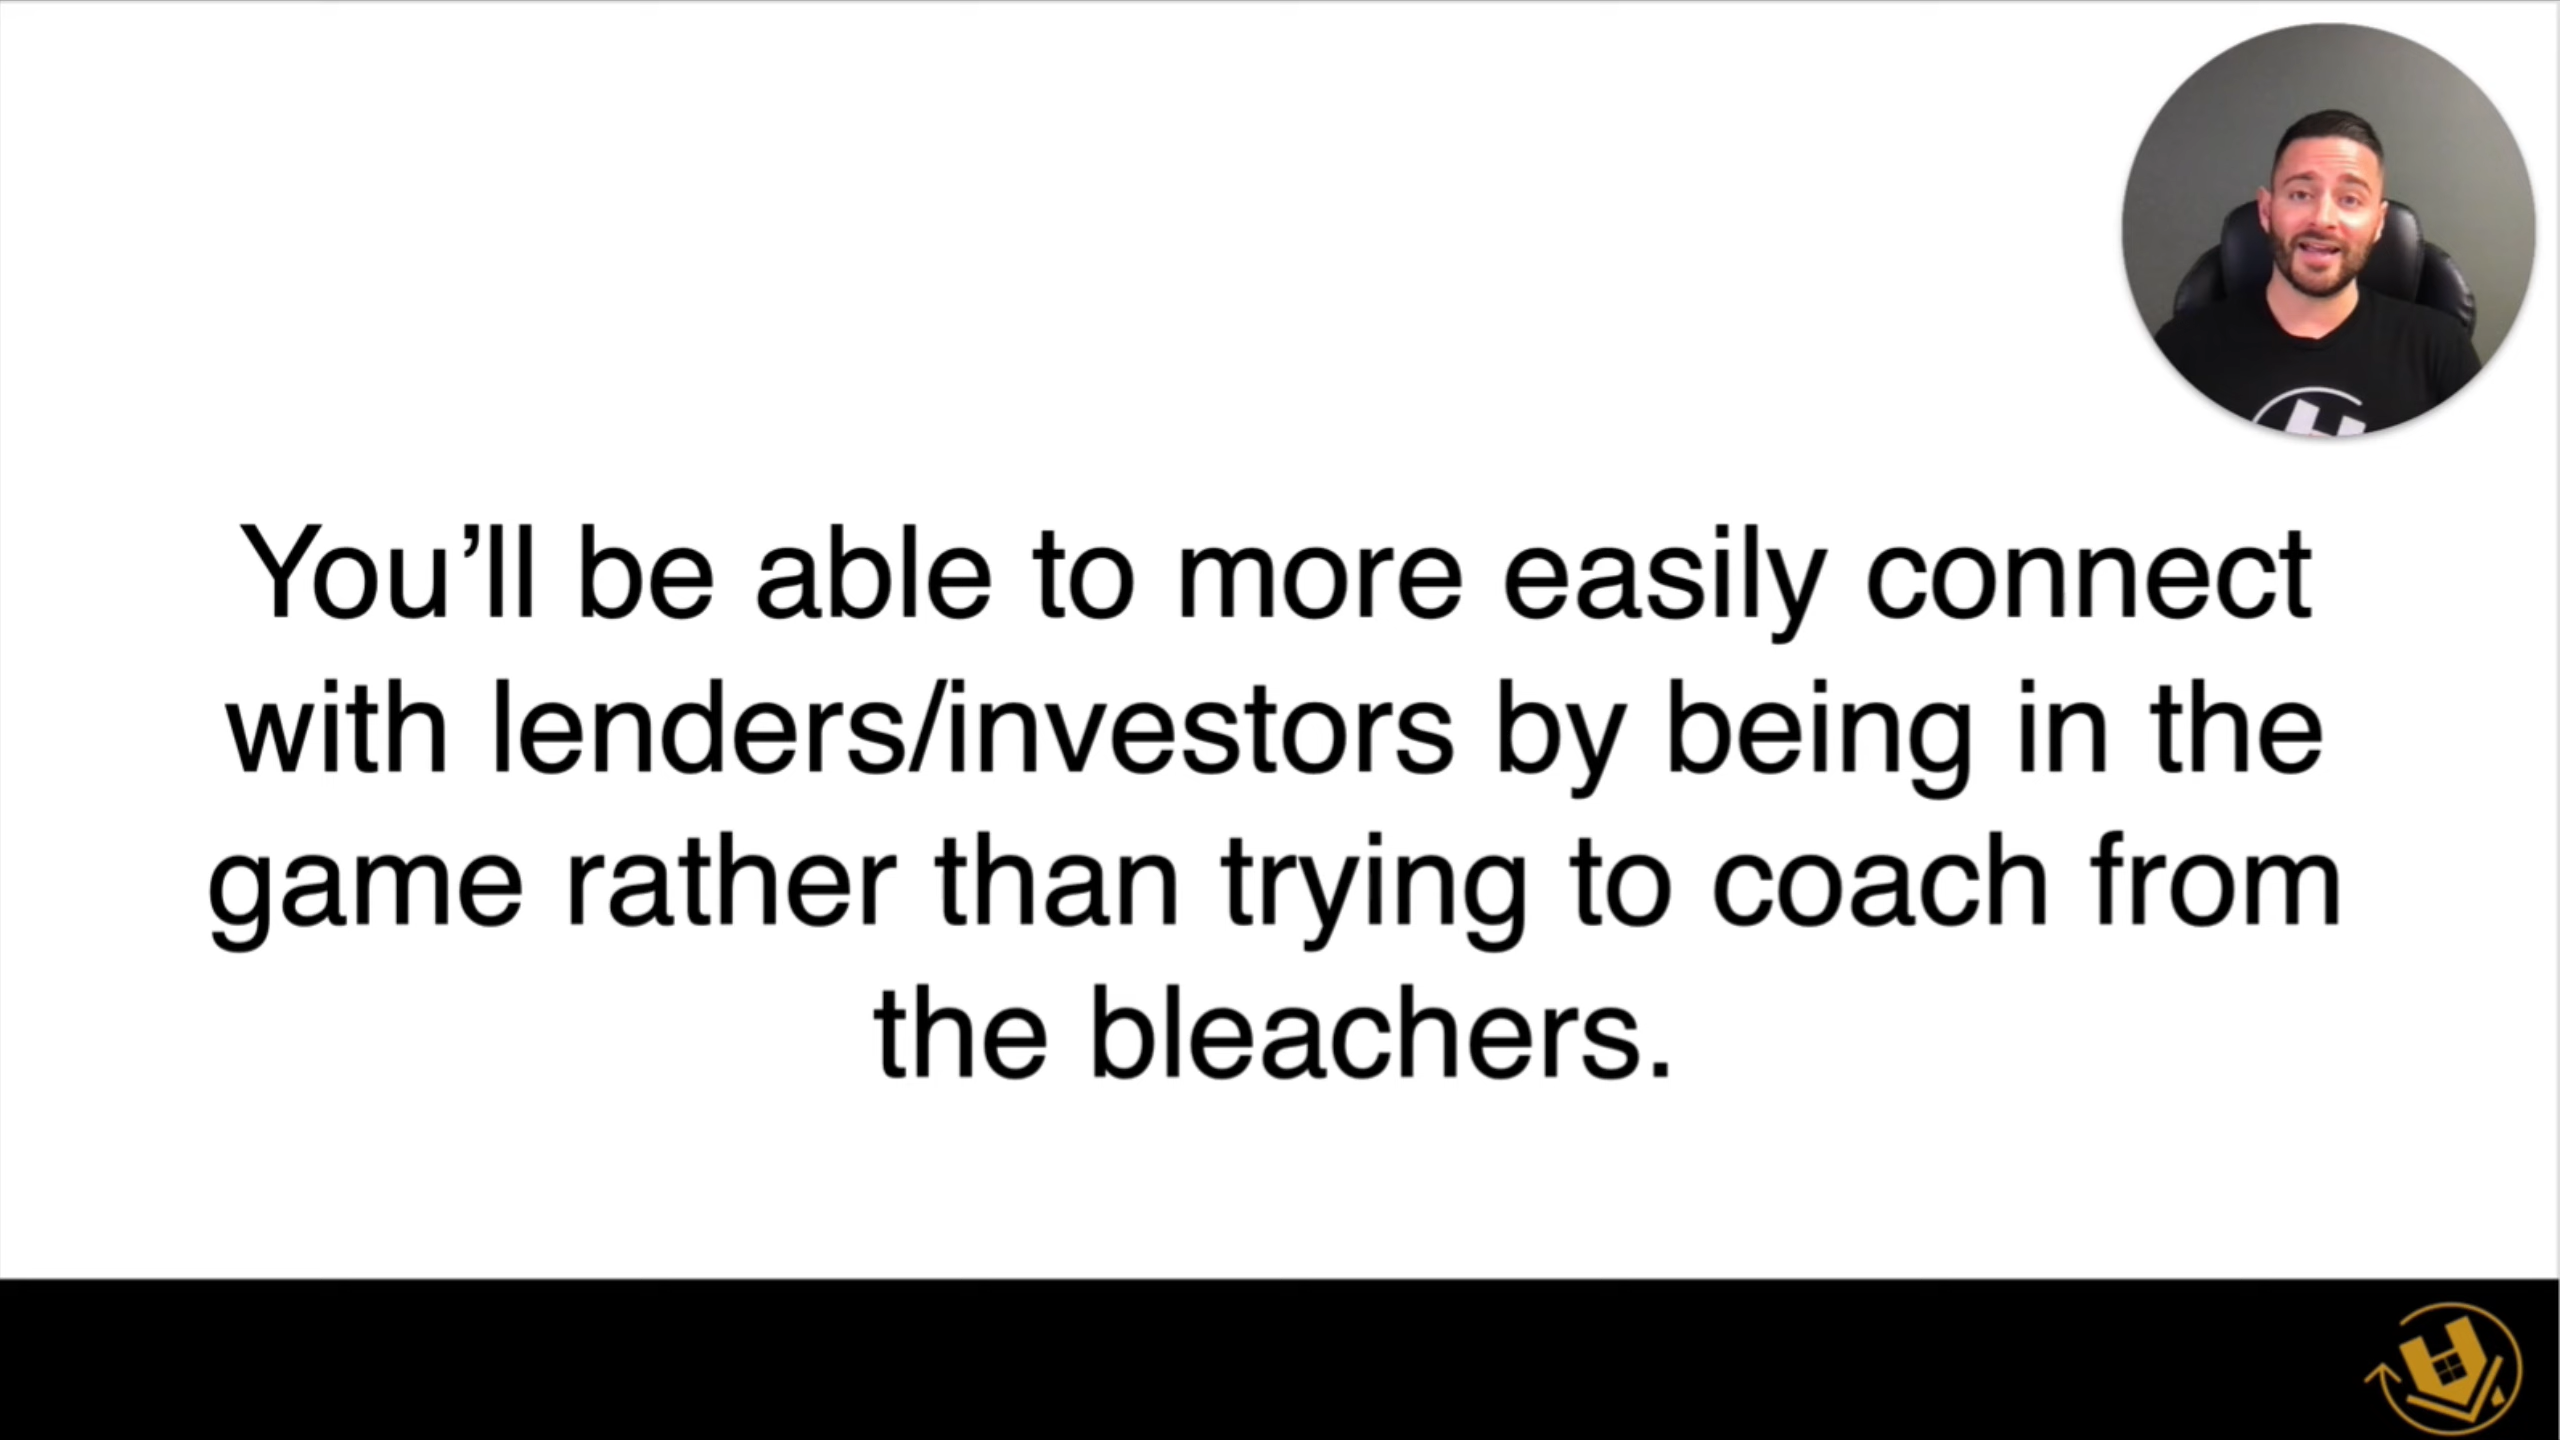 You’ll be able to more easily connect
with lenders/investors by being in the
game rather than trying to coach from
the bleachers.